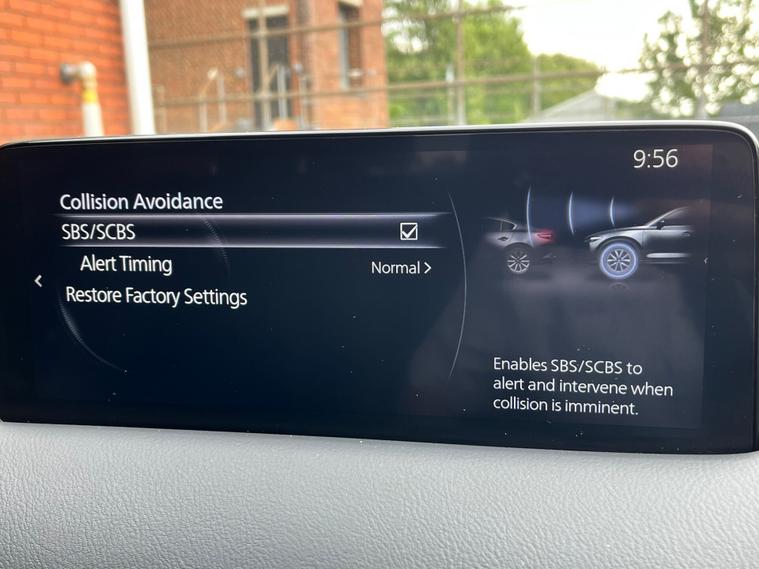 9:56
Collision Avoidance
SBS/SCBS
Alert Timing Normal
Restore Factory Settings
Enables SBS/SCBS to
alert and intervene when
collision is imminent.